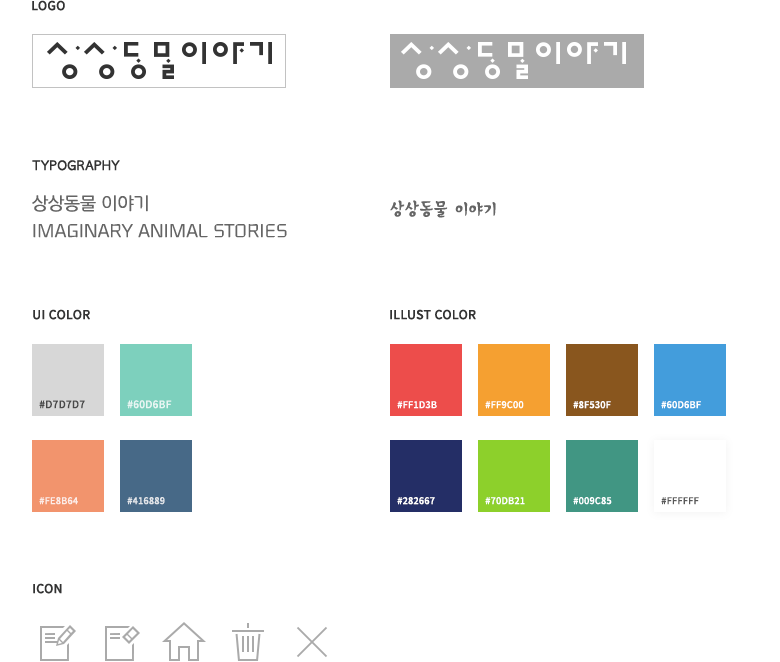 LOGO
상상동물이야기
상상동물이야기
TYPOGRAPHY
상상동물 이야기
IMAGINARY ANIMAL STORIES
상상동물 이야기
UI COLOR
#D7D7D7
#60D6BF
#FE8B64
#416889
ILLUST COLOR
#FF1D3B
#FF9C00
#8F530F
#60D6BF
#282667
#70DB21
#009C85
#FFFFFF
ICON